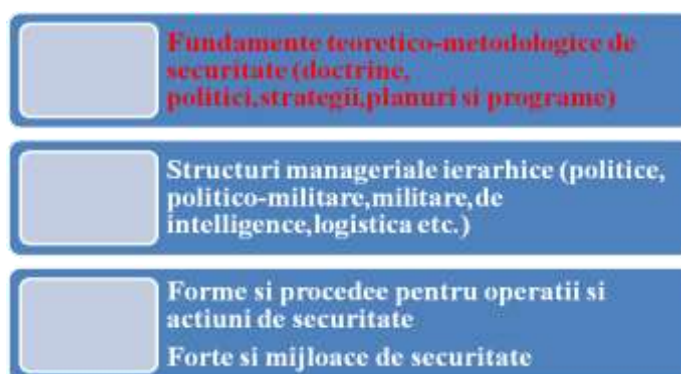 Fundamente teoretico-metodologice de
securitate (doctrine,
politici,strategii,planuri si programe)
Structuri manageriale ierarhice (politice,
politico-militare,militare,de
intelligence,logistica etc.)
Forme si procedee pentru operatii si
actiuni de securitate
Forte si mijloace de securitate